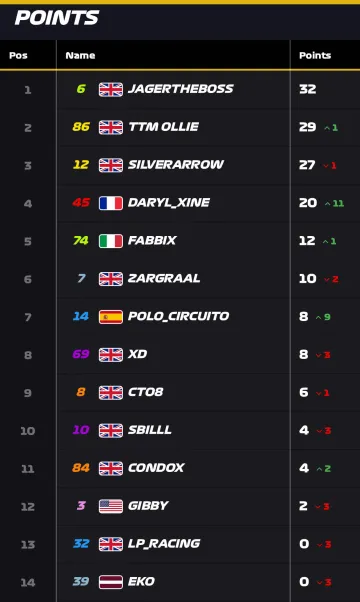 POINTS
Pos Name Points
1 6 JAGERTHEBOSS 32
2 86 TTM OLLIE 29 1
3 12 SILVERARROW 27 1
4 45 DARYL_XINE 20 11
5 74 FABBIX 12 1
6 7 ZARGRAAL 10 2
7 14 POLO_CIRCUITO 8 9
8 69 XD 8 3
9 8 CTO8 6 1
10 10 SBILLL 4 3
11 84 CONDOX 4 2
12 3 GIBBY 2 3
13 32 LP_RACING 0 3
14 39 EKO 0 3